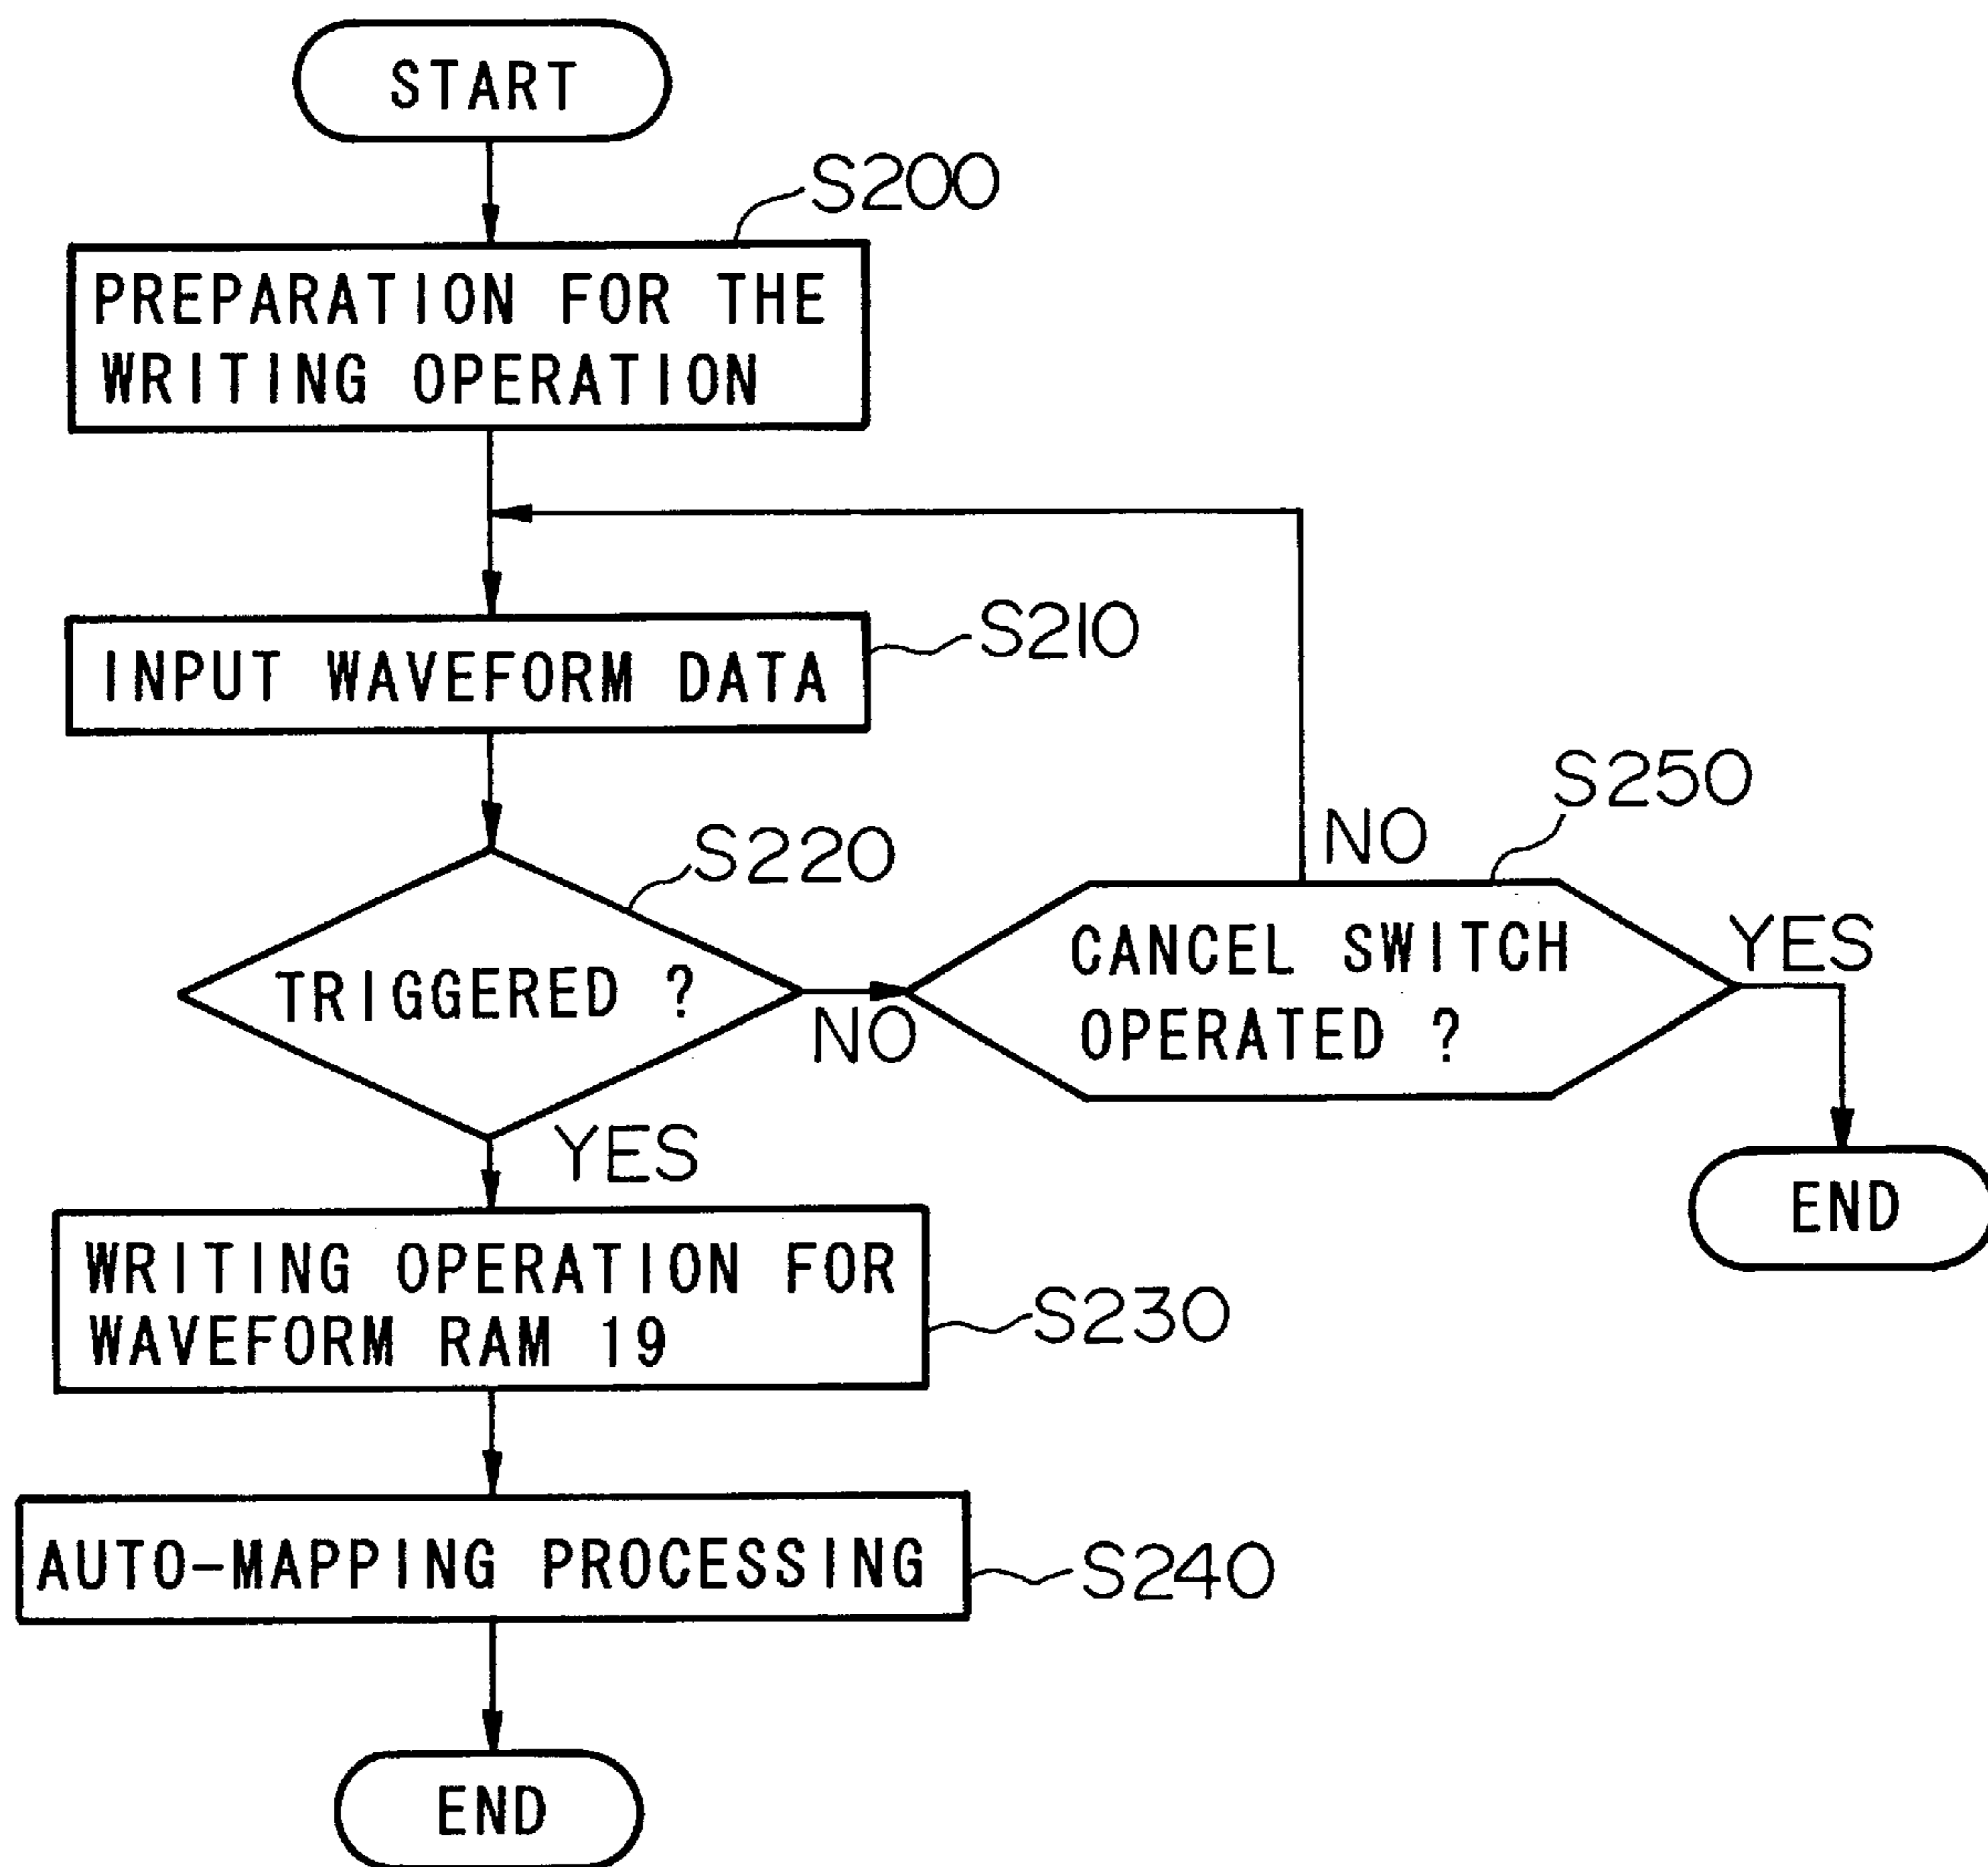 START
S200
PREPARATION FOR THE
WRITING OPERATION
S210
INPUT WAVEFORM DATA
S220
TRIGGERED ?
NO
YES
S250
NO
CANCEL SWITCH
OPERATED ?
YES
END
WRITING OPERATION FOR
WAVEFORM RAM 19
S230
AUTO-MAPPING PROCESSING
S240
END